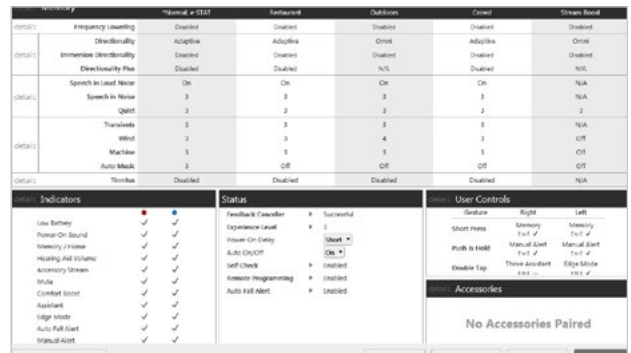 details Memory *Normal, e-STAT Restaurant Outdoors Crowd Stream Boost
details Frequency Lowering Disabled Disabled Disabled Disabled Disabled
Directionality Adaptive Adaptive Omni Adaptive Omni
details Immersion Directionality Disabled Disabled Disabled Disabled Disabled
Directionality Plus Disabled Disabled N/A Disabled N/A
Speech in Loud Noise On On On On N/A
details Speech in Noise 3 3 3 3 N/A
Quiet 3 3 3 3 3
Transients 3 3 3 3 N/A
Wind 3 3 4 3 Off
details Machine 3 3 3 3 Off
Auto Music 3 Off Off Off Off
details Tinnitus Disabled Disabled Disabled Disabled N/A
details Indicators
Low Battery ✓ ✓
Power-On Sound ✓ ✓
Memory / Home ✓ ✓
Hearing Aid Volume ✓ ✓
Accessory Stream ✓ ✓
Mute ✓ ✓
Comfort Boost ✓ ✓
Assistant ✓ ✓
Edge Mode ✓ ✓
Auto Fall Alert ✓ ✓
Manual Alert ✓ ✓
Status
Feedback Canceller Successful
Experience Level 3
Power On Delay Short
Auto On/Off On
Self Check Enabled
Remote Programming Enabled
Auto Fall Alert Enabled
details User Controls
Gesture Right Left
Short Press Memory Memory
Push & Hold Manual Alert Manual Alert
Double Tap Thrive Assistant Edge Mode
details Accessories
No Accessories Paired